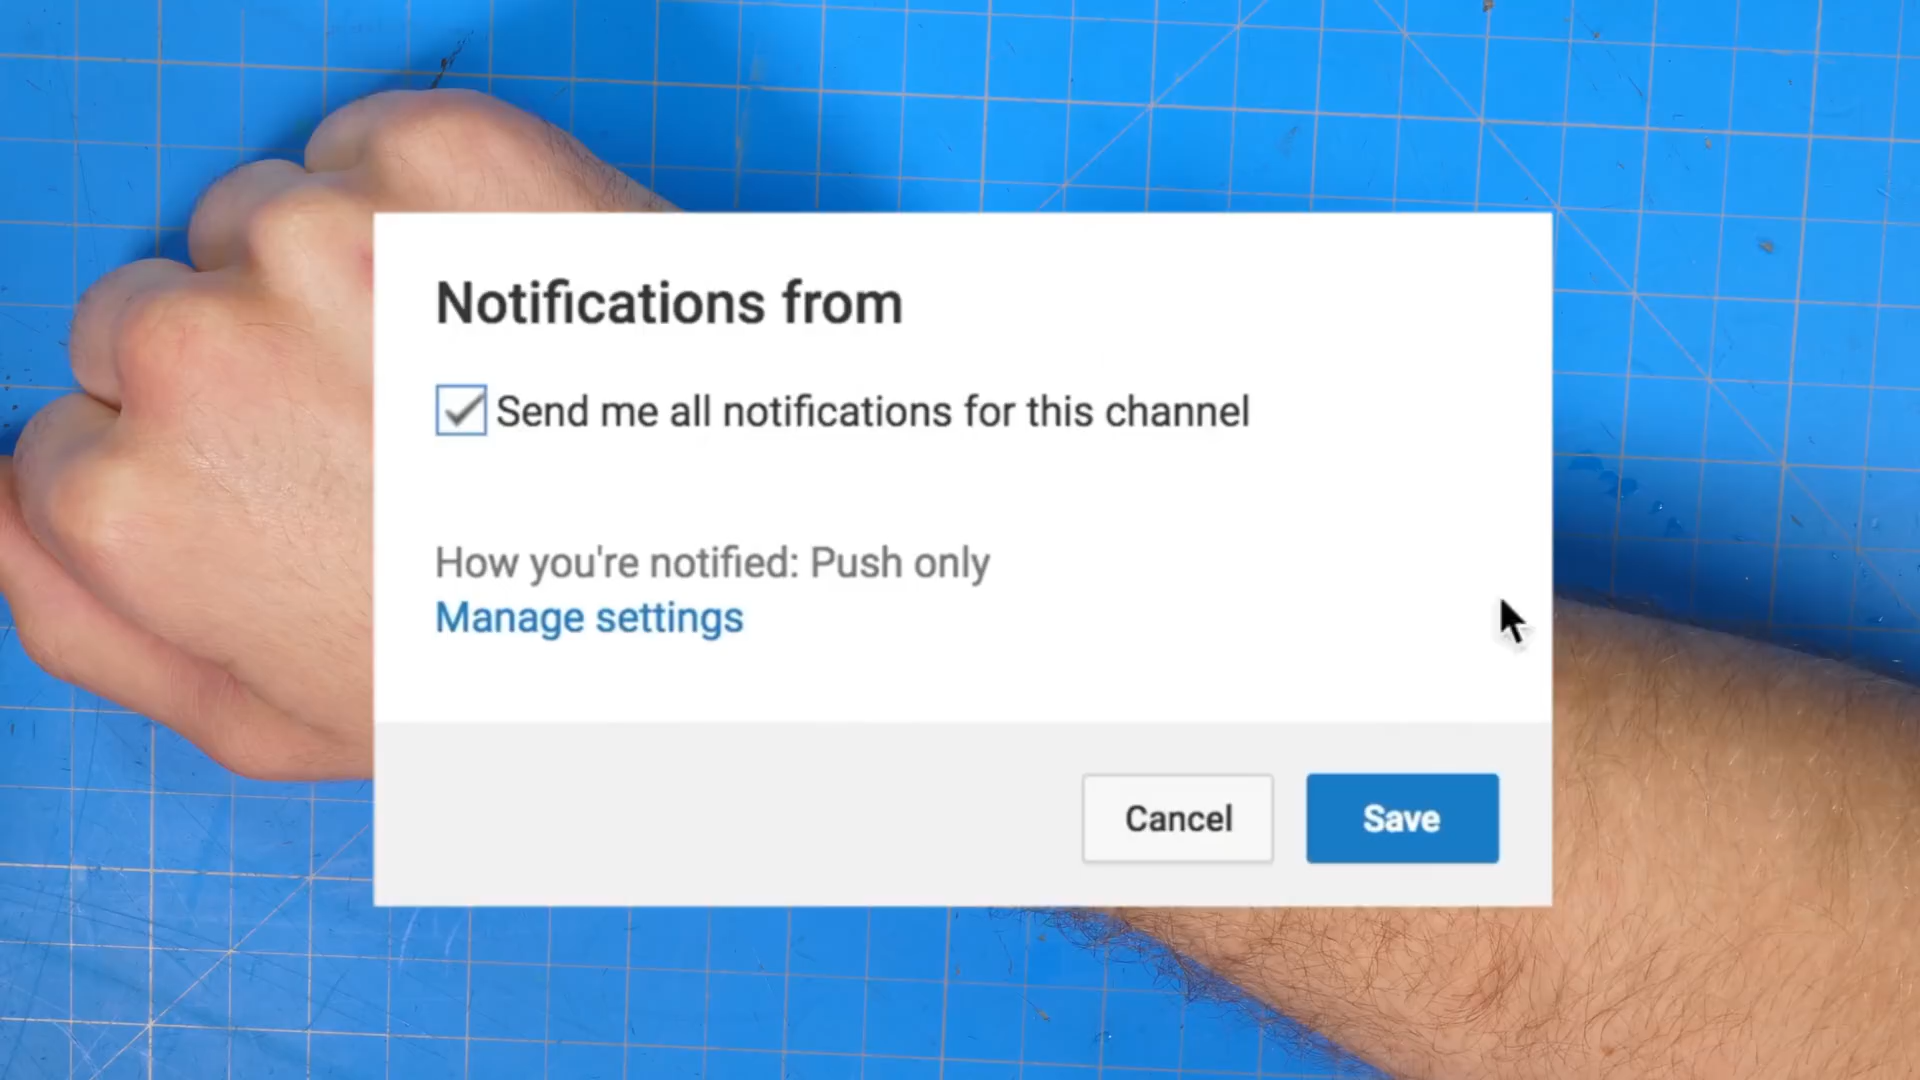 Notifications from
Send me all notifications for this channel
How you're notified: Push only
Manage settings
Cancel
Save